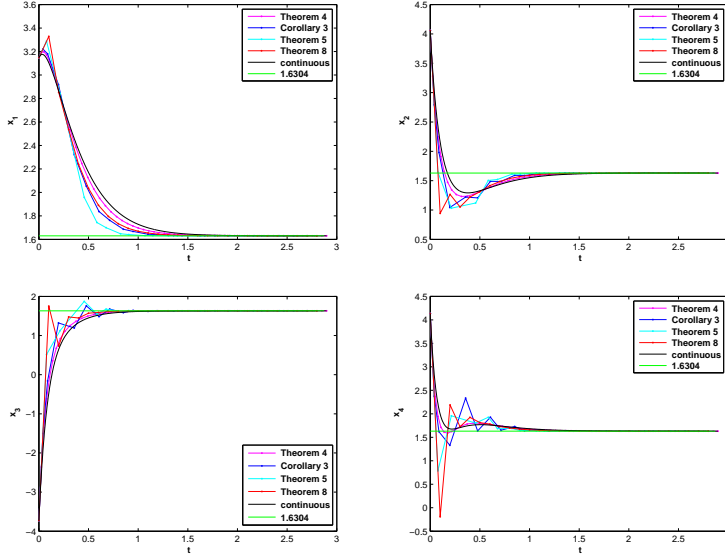 3.6
3.4
3.2
3
2.8
2.6
2.4
2.2
2
1.8
1.6
x1
0
0.5
1
1.5
2
2.5
3
t
Theorem 4
Corollary 3
Theorem 5
Theorem 8
continuous
1.6304
4.5
4
3.5
3
2.5
2
1.5
1
0.5
x2
0
0.5
1
1.5
2
2.5
t
Theorem 4
Corollary 3
Theorem 5
Theorem 8
continuous
1.6304
2
1
0
−1
−2
−3
−4
x3
0
0.5
1
1.5
2
2.5
3
t
Theorem 4
Corollary 3
Theorem 5
Theorem 8
continuous
1.6304
4.5
4
3.5
3
2.5
2
1.5
1
0.5
0
−0.5
x4
0
0.5
1
1.5
2
2.5
t
Theorem 4
Corollary 3
Theorem 5
Theorem 8
continuous
1.6304